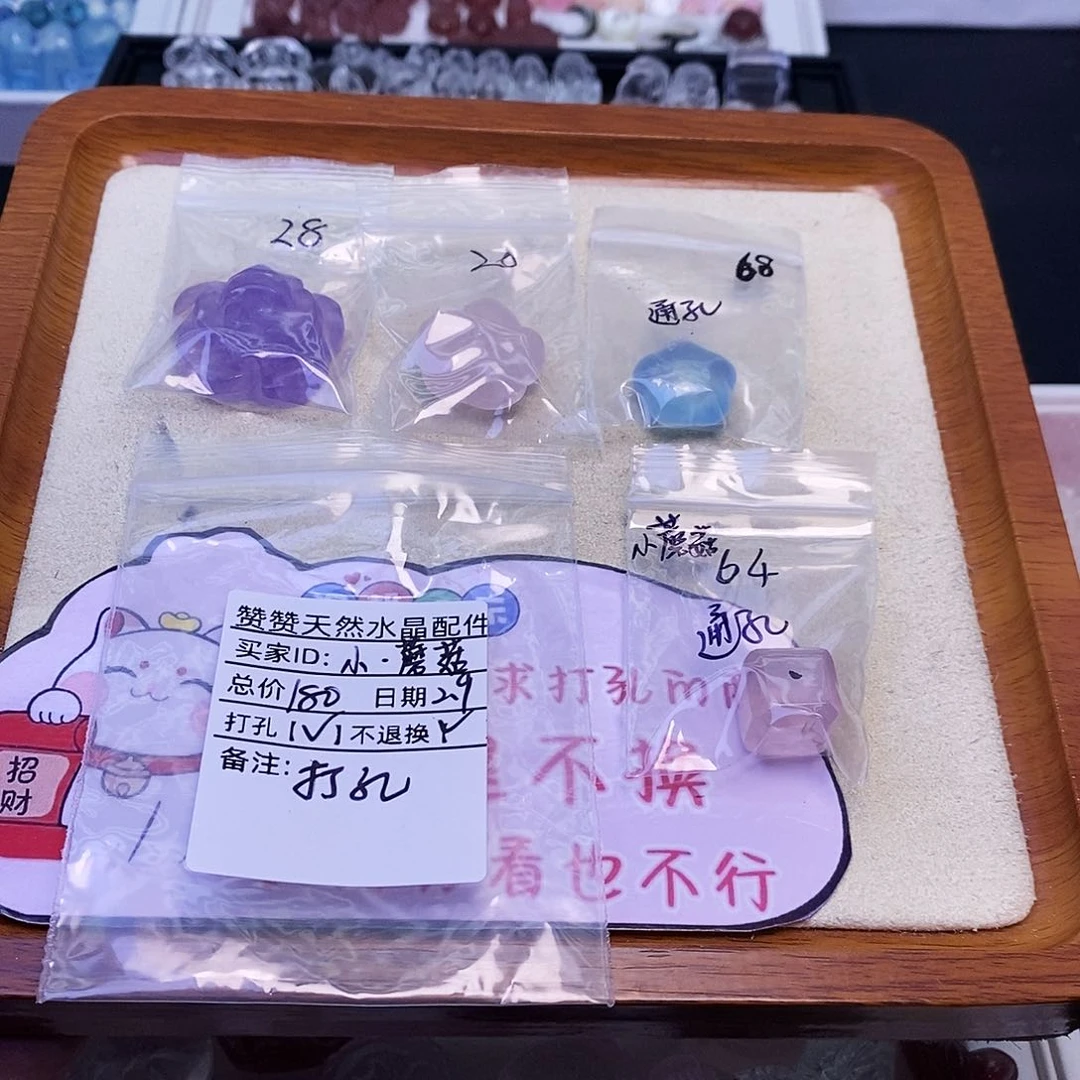 28
20
68
通孔
小蘑菇
64
通孔
赞赞天然水晶配件
买家ID: 小·蘑菇
总价180 日期29
打孔 [√] 不退换✓
备注: 打孔
求打孔的
不换
看也不行
招
财